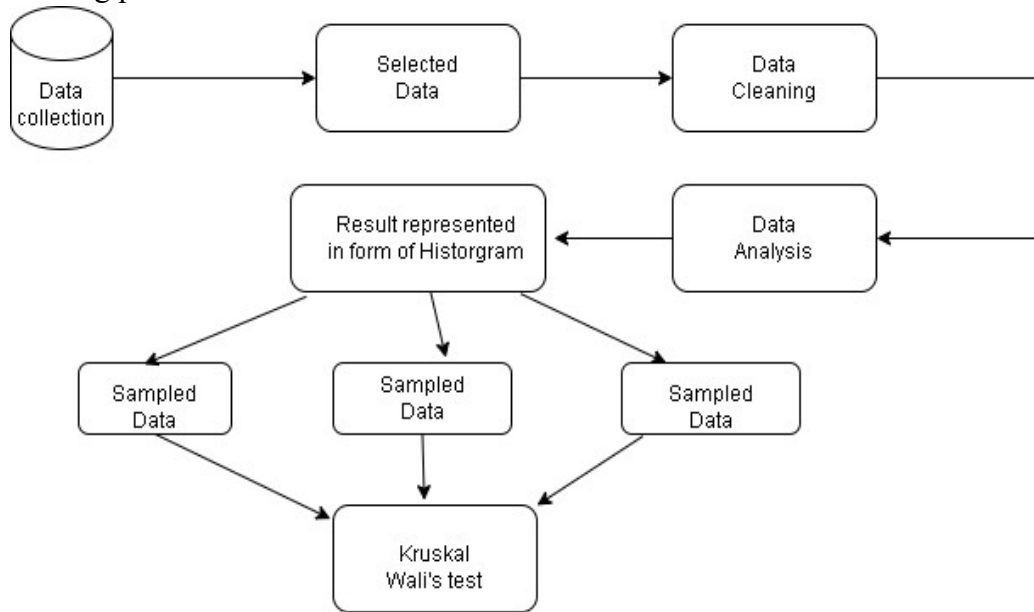 Data
collection
Selected
Data
Data
Cleaning
Data
Analysis
Result represented
in form of Historgram
Sampled
Data
Sampled
Data
Sampled
Data
Kruskal
Wali's test